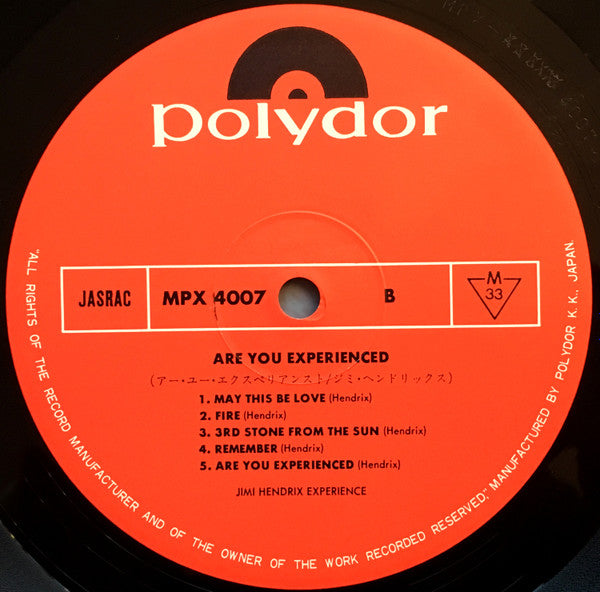 polydor
JASRAC
MPX 4007
B
M
33
ARE YOU EXPERIENCED
(アー・ユー・エクスペリアンスト/ジミ・ヘンドリックス)
1. MAY THIS BE LOVE (Hendrix)
2. FIRE (Hendrix)
3. 3RD STONE FROM THE SUN (Hendrix)
4. REMEMBER (Hendrix)
5. ARE YOU EXPERIENCED (Hendrix)
JIMI HENDRIX EXPERIENCE
"ALL RIGHTS OF THE RECORD MANUFACTURER AND OF THE OWNER OF THE WORK RECORDED RESERVED," MANUFACTURED BY POLYDOR K. K., JAPAN.